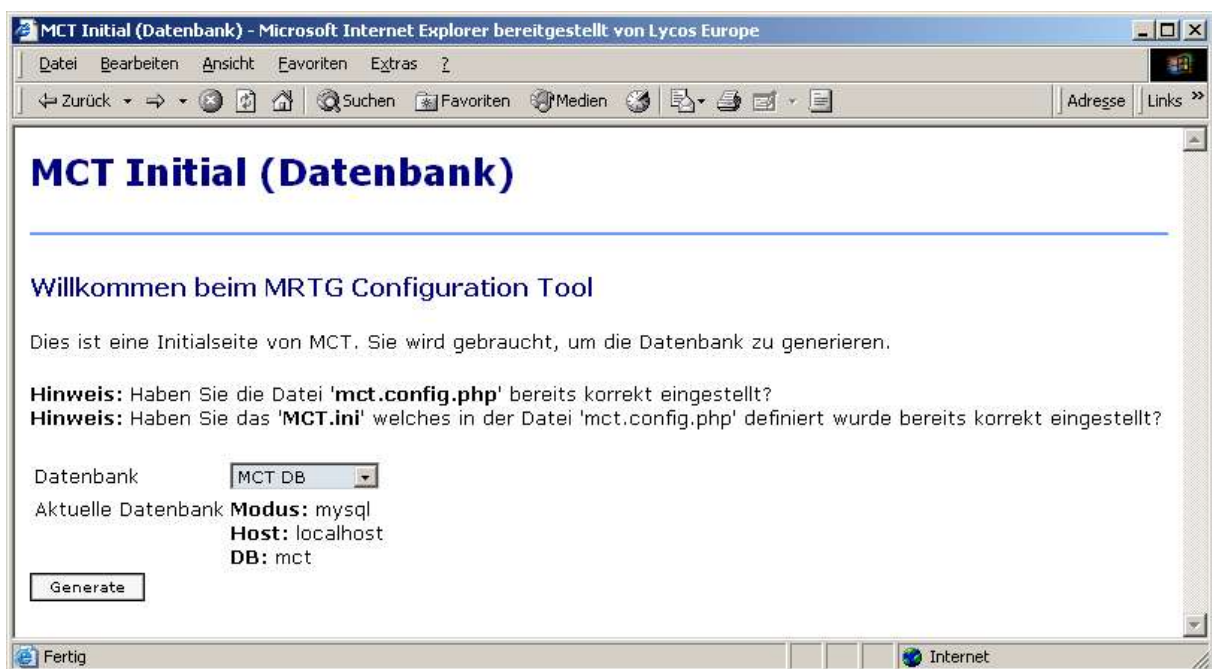 MCT Initial (Datenbank) - Microsoft Internet Explorer bereitgestellt von Lycos Europe
Datei Bearbeiten Ansicht Favoriten Extras ?
Zurück Suchen Favoriten Medien Adresse Links »
MCT Initial (Datenbank)
Willkommen beim MRTG Configuration Tool
Dies ist eine Initialseite von MCT. Sie wird gebraucht, um die Datenbank zu generieren.
Hinweis: Haben Sie die Datei 'mct.config.php' bereits korrekt eingestellt?
Hinweis: Haben Sie das 'MCT.ini' welches in der Datei 'mct.config.php' definiert wurde bereits korrekt eingestellt?
Datenbank MCT DB
Aktuelle Datenbank Modus: mysql
Host: localhost
DB: mct
Generate
Fertig Internet